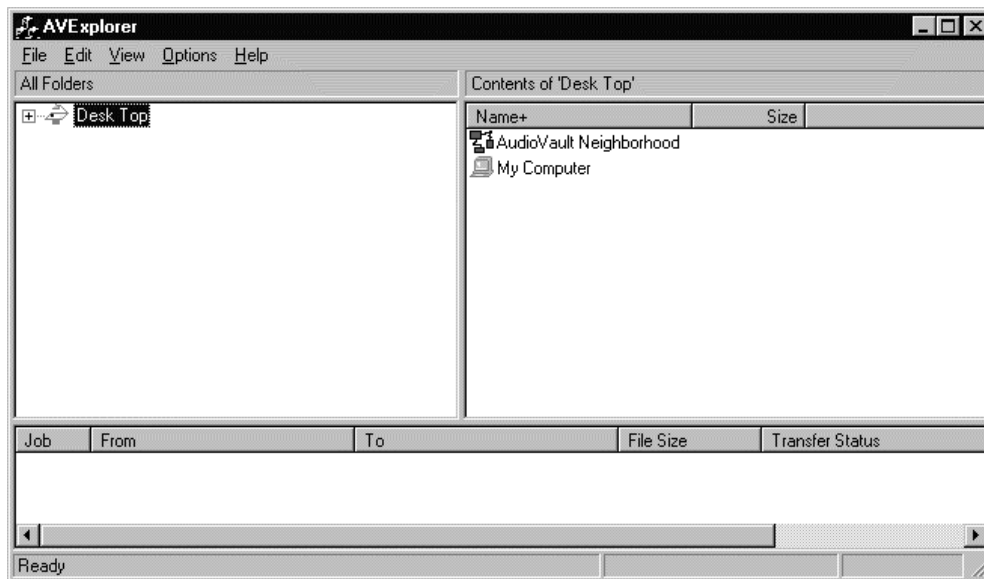 AVExplorer
File Edit View Options Help
All Folders
Contents of 'Desk Top'
Desk Top
Name+ Size
AudioVault Neighborhood
My Computer
Job From To File Size Transfer Status
Ready